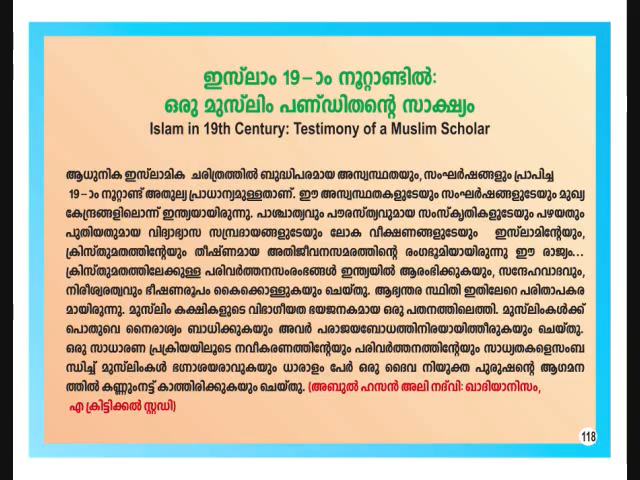 ഇസ്‌ലാം 19 – ാം നൂറ്റാണ്ടിൽ:
ഒരു മുസ്‌ലിം പണ്ഡിതന്റെ സാക്ഷ്യം
Islam in 19th Century: Testimony of a Muslim Scholar
ആധുനിക ഇസ്‌ലാമിക ചരിത്രത്തിൽ ബുദ്ധിപരമായ അസ്വസ്ഥതയും, സംഘർഷങ്ങളും പ്രാപിച്ച
19 – ാം നൂറ്റാണ്ട് അതുല്യ പ്രാധാന്യമുള്ളതാണ്. ഈ അസ്വസ്ഥതകളുടേയും സംഘർഷങ്ങളുടേയും മുഖ്യ
കേന്ദ്രങ്ങളിലൊന്ന് ഇന്ത്യയായിരുന്നു. പാശ്ചാത്യവും പൗരസ്ത്യവുമായ സംസ്കൃതികളുടേയും പഴയതും
പുതിയതുമായ വിദ്യാഭ്യാസ സമ്പ്രദായങ്ങളുടേയും ലോക വീക്ഷണങ്ങളുടേയും ഇസ്‌ലാമിന്റേയും,
ക്രിസ്തുമതത്തിന്റേയും തീഷ്ണമായ അതിജീവനസമരത്തിന്റെ രംഗഭൂമിയായിരുന്നു ഈ രാജ്യം...
ക്രിസ്തുമതത്തിലേക്കുള്ള പരിവർത്തനസംരംഭങ്ങൾ ഇന്ത്യയിൽ ആരംഭിക്കുകയും, സന്ദേഹവാദവും,
നിരീശ്വരത്വവും ഭീഷണരൂപം കൈക്കൊള്ളുകയും ചെയ്തു. ആഭ്യന്തര സ്ഥിതി ഇതിലേറെ പരിതാപകര
മായിരുന്നു. മുസ്‌ലിം കക്ഷികളുടെ വിഭാഗീയത ഭയജനകമായ ഒരു പതനത്തിലെത്തി. മുസ്‌ലിംകൾക്ക്
പൊതുവെ നൈരാശ്യം ബാധിക്കുകയും അവർ പരാജയബോധത്തിനിരയായിത്തീരുകയും ചെയ്തു.
ഒരു സാധാരണ പ്രക്രിയയിലൂടെ നവീകരണത്തിന്റേയും പരിവർത്തനത്തിന്റേയും സാധ്യതകളെസംബ
ന്ധിച്ച് മുസ്‌ലിംകൾ ഭഗ്നാശയരാവുകയും ധാരാളം പേർ ഒരു ദൈവ നിയുക്ത പുരുഷന്റെ ആഗമന
ത്തിൽ കണ്ണുംനട്ട് കാത്തിരിക്കുകയും ചെയ്തു. (അബുൽ ഹസൻ അലി നദ്‌വി: ഖാദിയാനിസം,
എ ക്രിട്ടിക്കൽ സ്റ്റഡി)
118